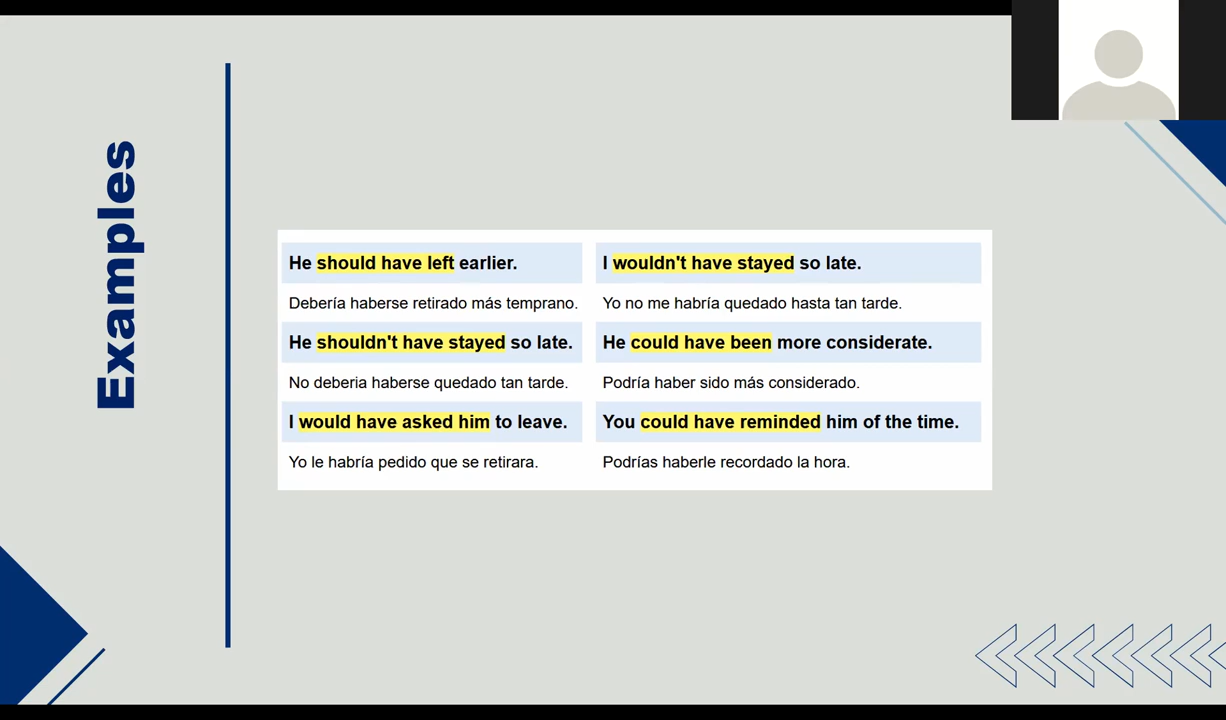 Examples
He should have left earlier.
Debería haberse retirado más temprano.
He shouldn't have stayed so late.
No deberia haberse quedado tan tarde.
I would have asked him to leave.
Yo le habría pedido que se retirara.
I wouldn't have stayed so late.
Yo no me habría quedado hasta tan tarde.
He could have been more considerate.
Podría haber sido más considerado.
You could have reminded him of the time.
Podrías haberle recordado la hora.